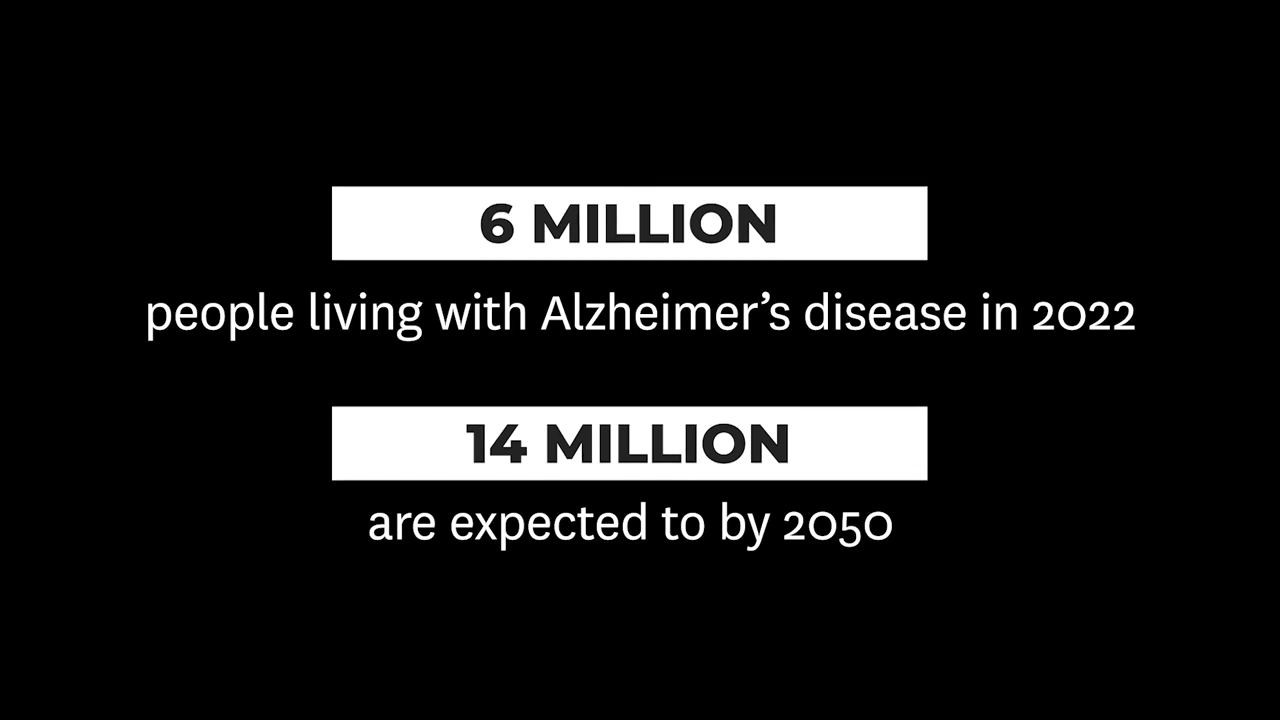 6 MILLION
people living with Alzheimer’s disease in 2022
14 MILLION
are expected to by 2050